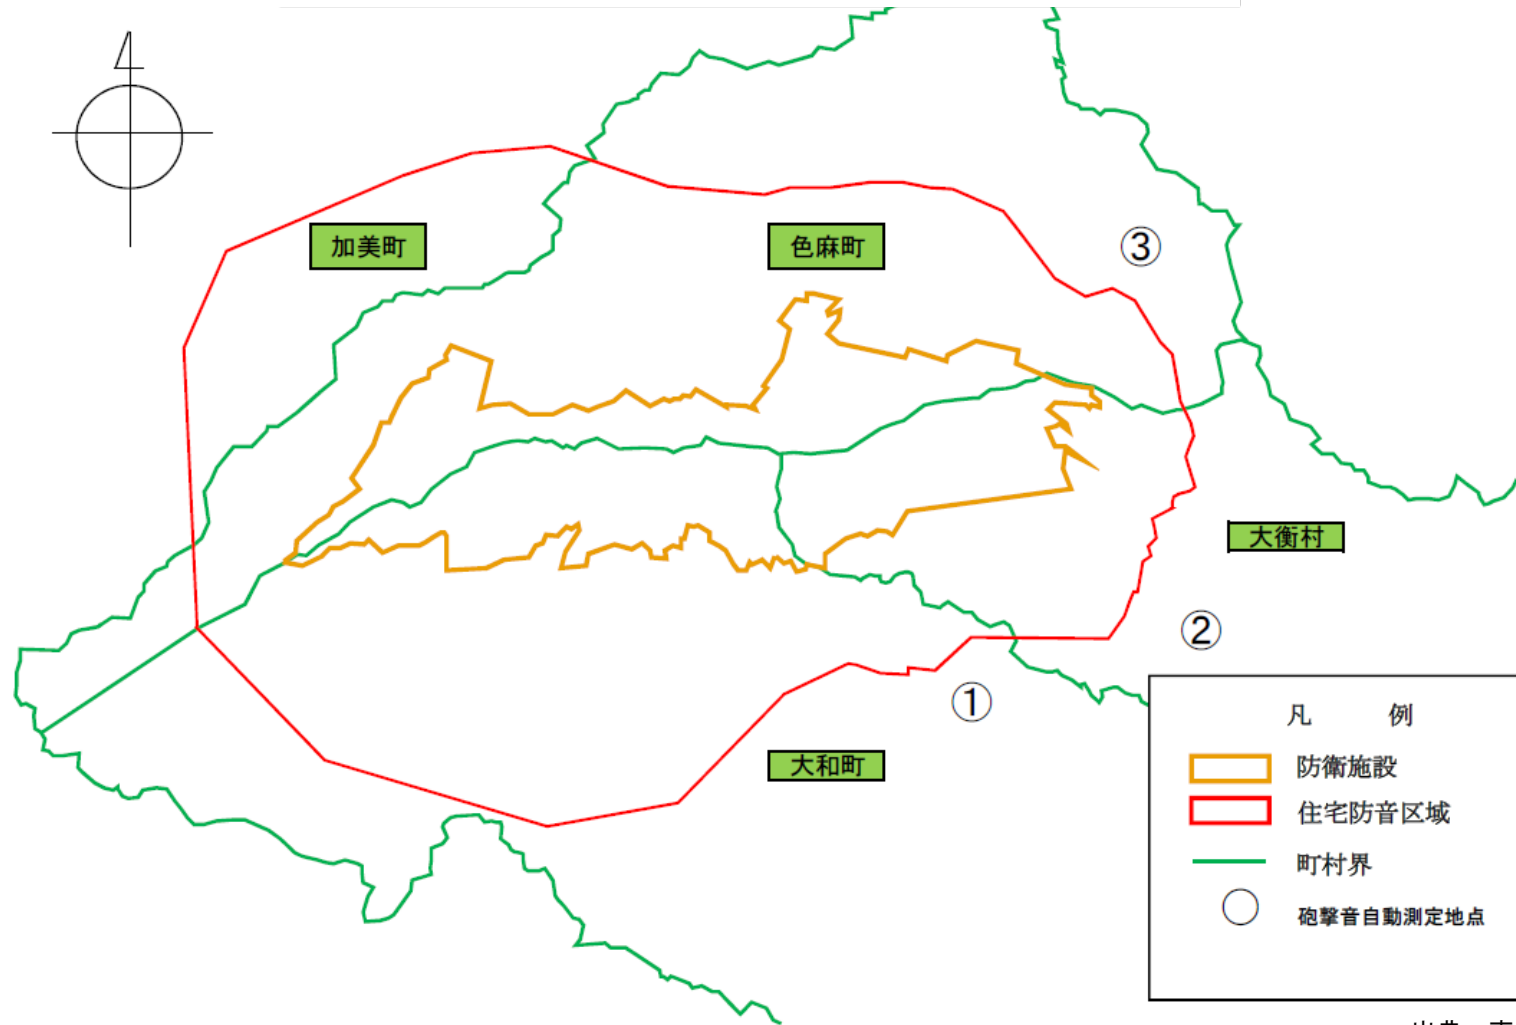 加美町
色麻町
③
大衡村
②
①
大和町
凡 例
防衛施設
住宅防音区域
町村界
砲撃音自動測定地点